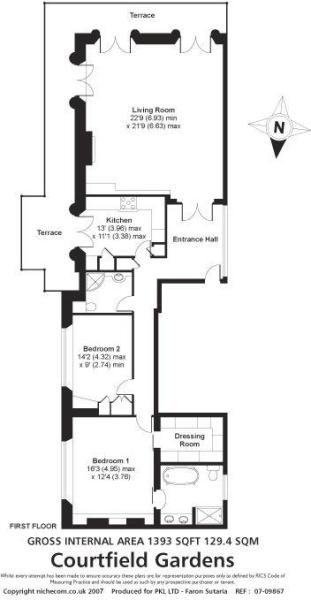 Terrace
Living Room
22'9 (6.93) min
x 21'9 (6.63) max
N
Kitchen
13' (3.96) max
x 11'1 (3.38) max
Terrace
Entrance Hall
Bedroom 2
14'2 (4.32) max
x 9' (2.74) min
Dressing
Room
Bedroom 1
16'3 (4.95) max
x 12'4 (3.76)
FIRST FLOOR
GROSS INTERNAL AREA 1393 SQFT 129.4 SQM
Courtfield Gardens
Whilst every attempt has been made to ensure accuracy these plans are for representation purposes only as defined by RICS Code of
Measuring Practice and should be used as such by any prospective purchaser or tenant.
Copyright nichecom.co.uk 2007 Produced for PKL LTD - Faron Sutaria REF : 07-09867